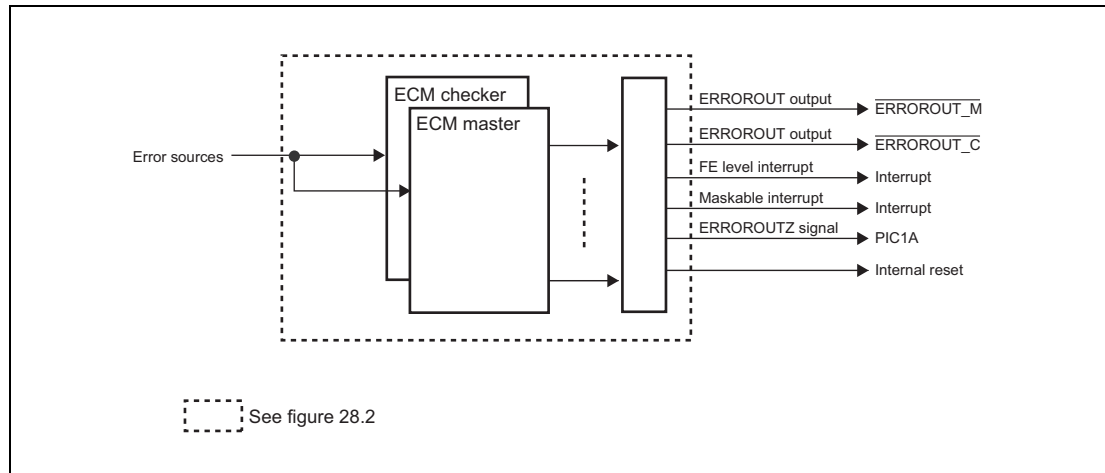 ECM checker
ECM master
Error sources
ERROROUT output
ERROROUT_M
ERROROUT output
ERROROUT_C
FE level interrupt
Interrupt
Maskable interrupt
Interrupt
ERROROUTZ signal
PIC1A
Internal reset
See figure 28.2